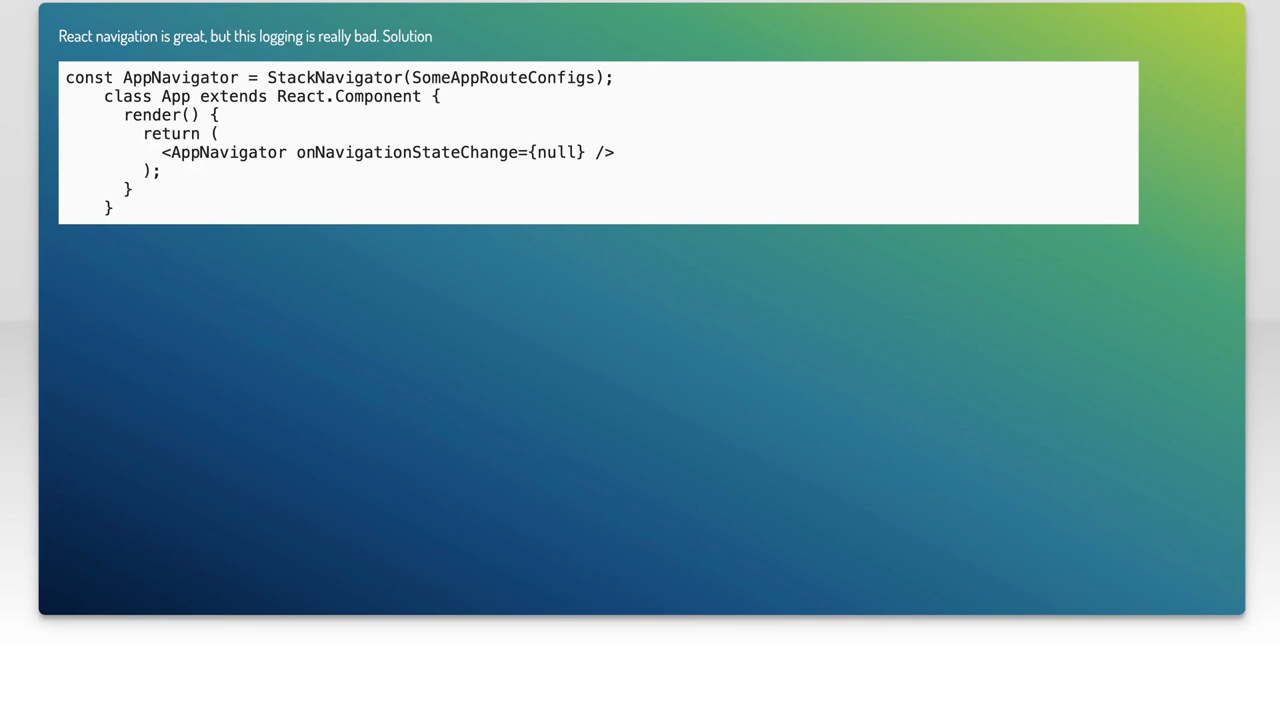 React navigation is great, but this logging is really bad. Solution
const AppNavigator = StackNavigator(SomeAppRouteConfigs);
    class App extends React.Component {
      render() {
        return (
          <AppNavigator onNavigationStateChange={null} />
        );
      }
    }